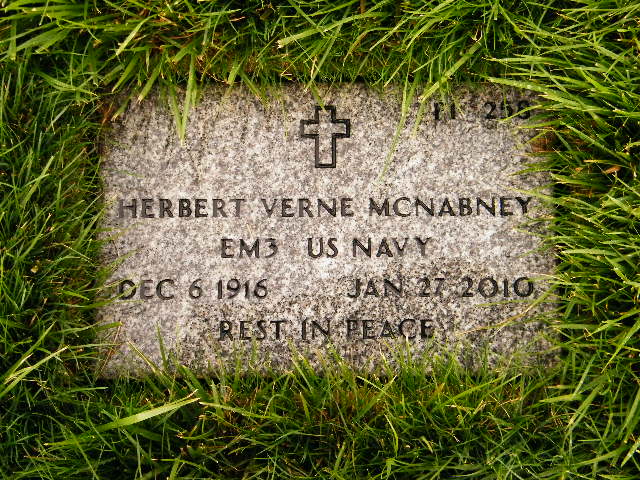 HERBERT VERNE MCNABNEY
EM3 US NAVY
DEC 6 1916 JAN 27 2010
REST IN PEACE